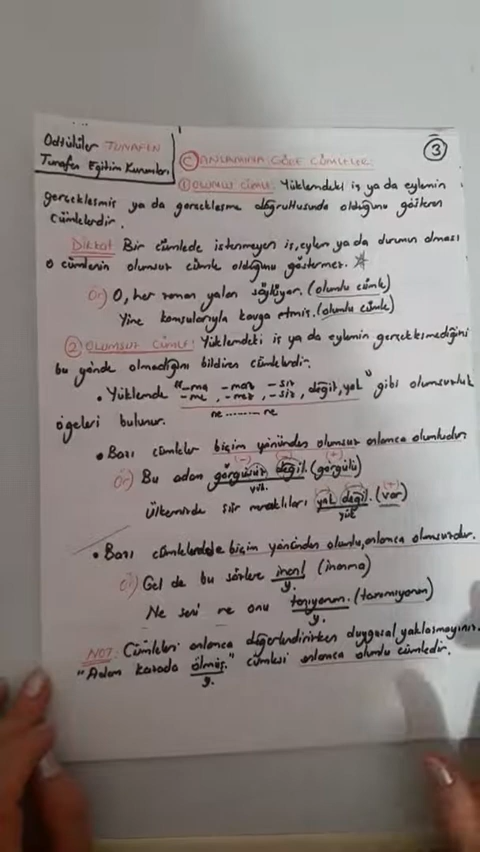 Odtülüler TUNAFEN
Tunafen Eğitim Kurumları
3
C ANLAMINA GÖRE CÜMLELER:
1 OLUMLU CÜMLE: Yüklemdeki iş ya da eylemin
gerçekleşmiş ya da gerçekleşme doğrultusunda olduğunu gösteren
cümlelerdir.
Dikkat Bir cümlede istenmeyen iş, eylem ya da durumun olması
o cümlenin olumsuz cümle olduğunu göstermez.
Ör) O, her zaman yalan söylüyor. (olumlu cümle)
Yine komşularıyla kavga etmiş. (olumlu cümle)
2 OLUMSUZ CÜMLE: Yüklemdeki iş ya da eylemin gerçekleşmediğini
bu yönde olmadığını bildiren cümlelerdir.
• Yüklemde "-ma -maz -sız
-me, -mez, -siz, değil, yok" gibi olumsuzluk
ne ......... ne
ögeleri bulunur.
• Bazı cümleler biçim yönünden olumsuz anlamca olumludur
(-) (-) (+)
Ör) Bu adam görgüsüz değil. (görgülü)
yük.
Ülkemizde şiir meraklıları yok değil. (var)
yük
• Bazı cümlelerde biçim yönünden olumlu, anlamca olumsuzdur.
Ör) Gel de bu sözlere inan! (inanma)
y.
Ne seni ne onu tanıyorum. (tanımıyorum)
y.
NOT: Cümleleri anlamca değerlendirirken duygusal yaklaşmayınız.
"Adam kazada ölmüş." cümlesi anlamca olumlu cümledir.
y.